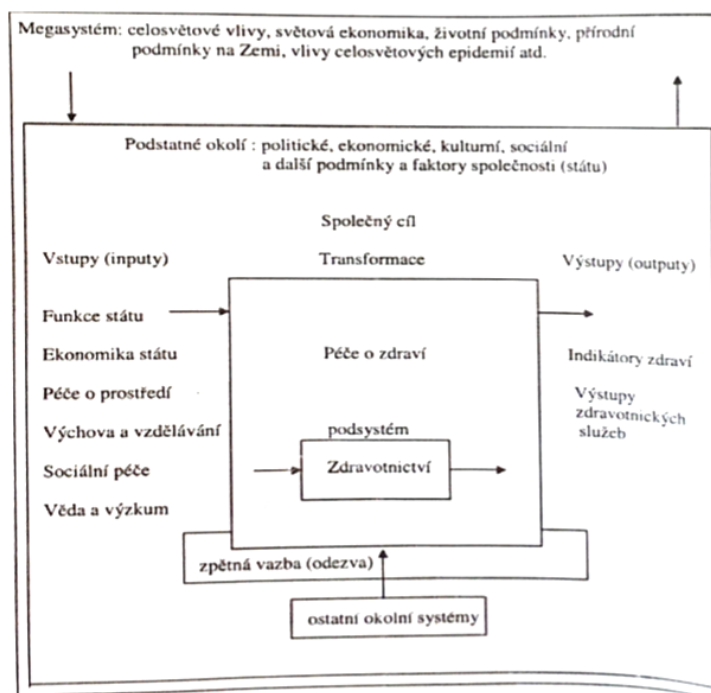 Megasystém: celosvětové vlivy, světová ekonomika, životní podmínky, přírodní
podmínky na Zemi, vlivy celosvětových epidemií atd.
Podstatné okolí : politické, ekonomické, kulturní, sociální
a další podmínky a faktory společnosti (státu)
Společný cíl
Vstupy (inputy)
Transformace
Výstupy (outputy)
Funkce státu
Ekonomika státu
Péče o zdraví
Indikátory zdraví
Péče o prostředí
Výstupy
zdravotnických
služeb
Výchova a vzdělávání
podsystém
Sociální péče
Zdravotnictví
Věda a výzkum
zpětná vazba (odezva)
ostatní okolní systémy